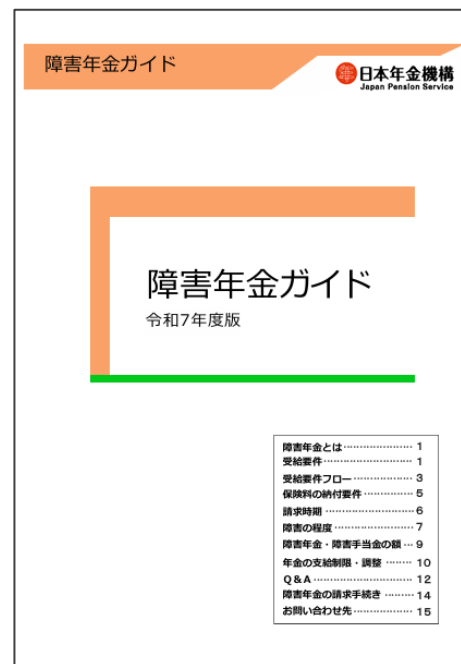 障害年金ガイド
日本年金機構
Japan Pension Service
障害年金ガイド
令和7年度版
障害年金とは…………………… 1
受給要件………………………… 1
受給要件フロー………………… 3
保険料の納付要件……………… 5
請求時期………………………… 6
障害の程度……………………… 7
障害年金・障害手当金の額… 9
年金の支給制限・調整……… 10
Q&A…………………………… 12
障害年金の請求手続き……… 14
お問い合わせ先……………… 15